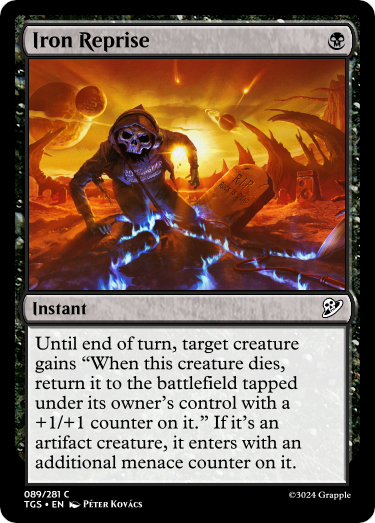 Iron Reprise
R.I.P.
Instant
Until end of turn, target creature
gains “When this creature dies,
return it to the battlefield tapped
under its owner’s control with a
+1/+1 counter on it.” If it’s an
artifact creature, it enters with an
additional menace counter on it.
089/281 C
TGS • EN Péter Kovács
©3024 Grapple